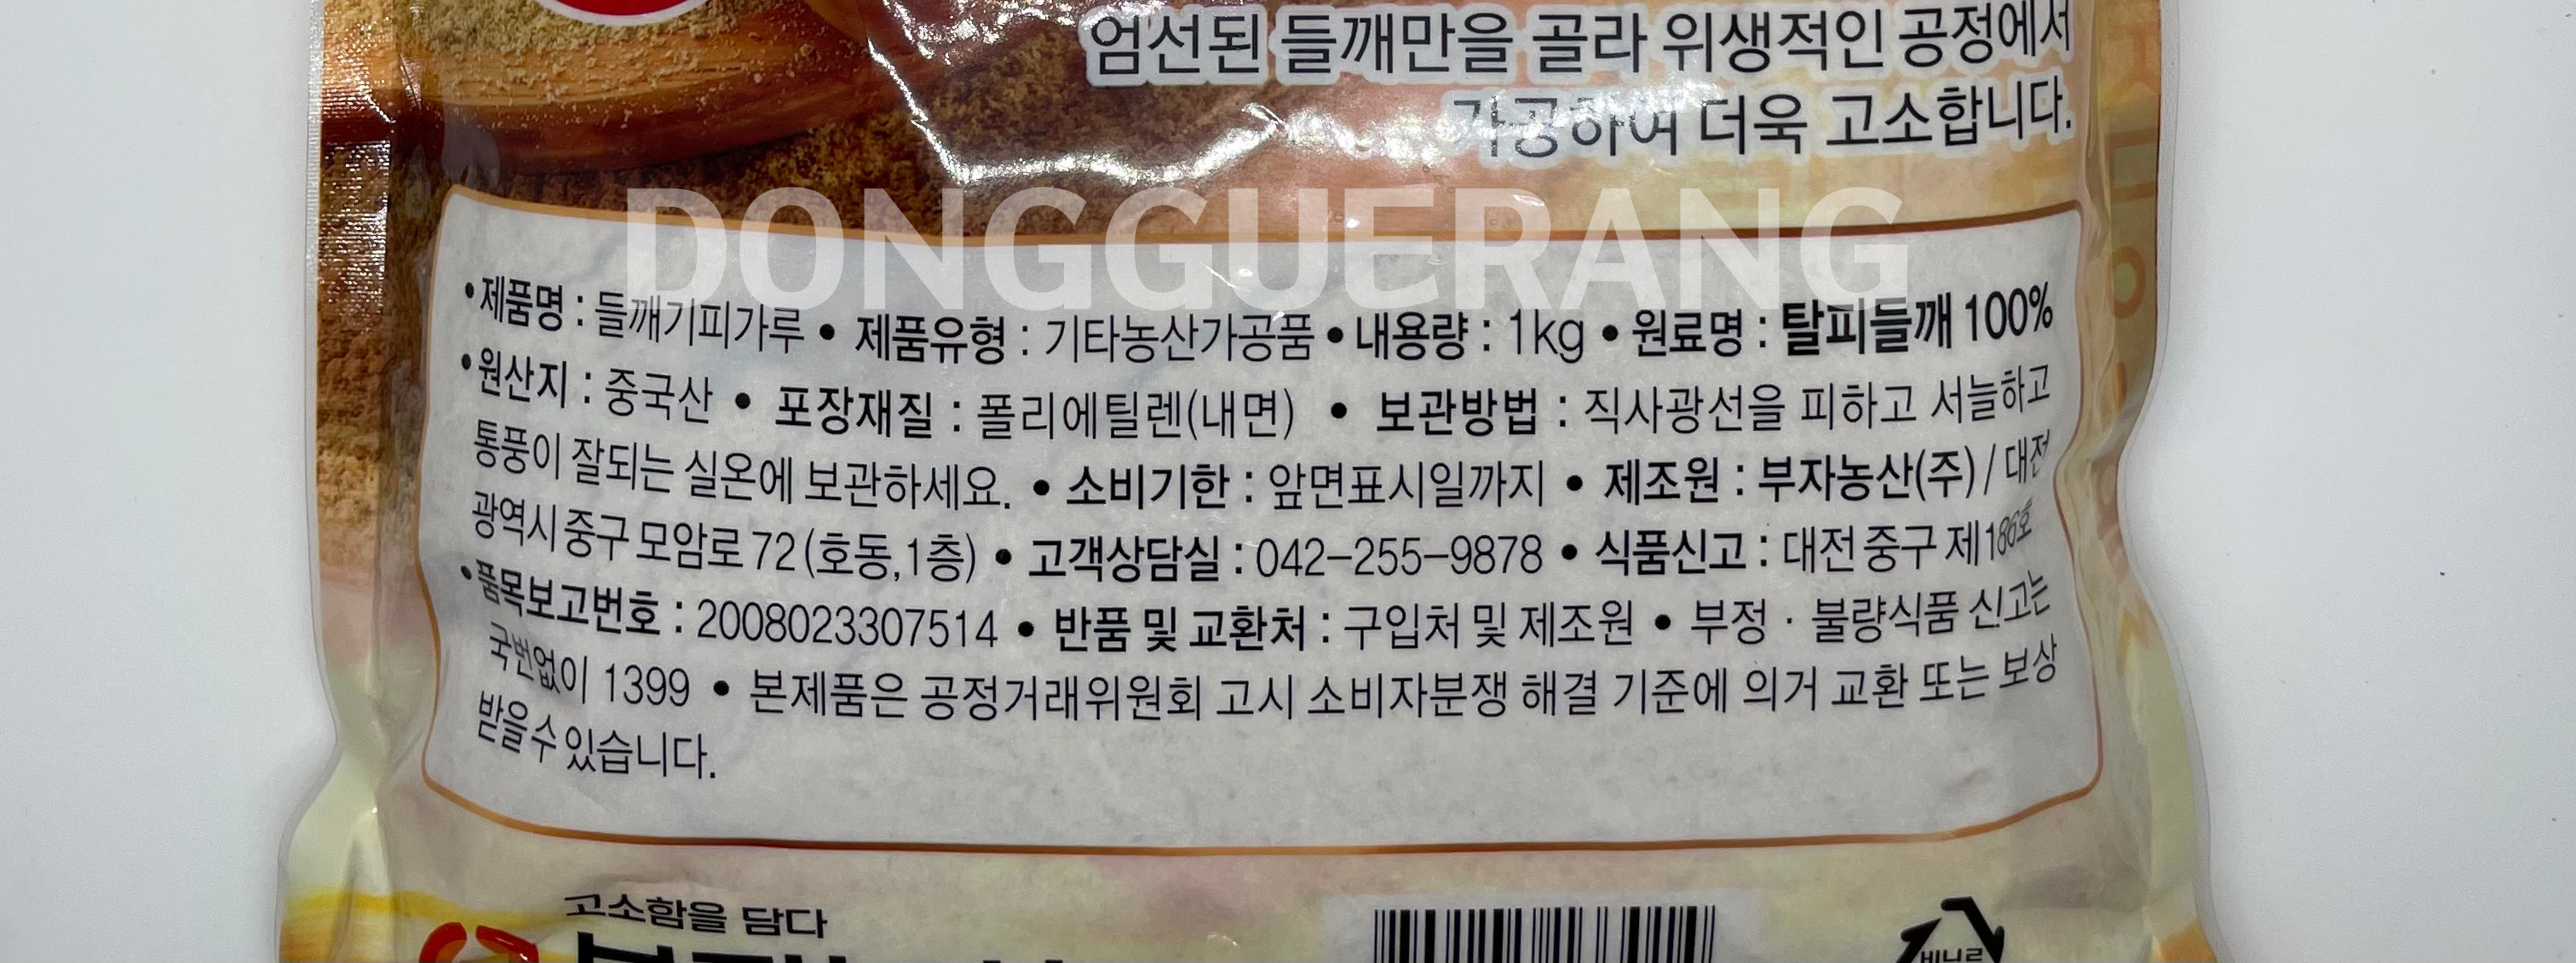 엄선된 들깨만을 골라 위생적인 공정에서
가공하여 더욱 고소합니다.
DONGGUERANG
•제품명 : 들깨기피가루 • 제품유형 : 기타농산가공품 • 내용량 : 1kg • 원료명 : 탈피들깨 100%
•원산지 : 중국산 • 포장재질 : 폴리에틸렌(내면) • 보관방법 : 직사광선을 피하고 서늘하고
통풍이 잘되는 실온에 보관하세요. • 소비기한 : 앞면표시일까지 • 제조원 : 부자농산(주) / 대전
광역시 중구 모암로 72 (호동,1층) • 고객상담실 : 042-255-9878 • 식품신고 : 대전 중구 제186호
•품목보고번호 : 2008023307514 • 반품 및 교환처 : 구입처 및 제조원 • 부정 · 불량식품 신고는
국번없이 1399 • 본제품은 공정거래위원회 고시 소비자분쟁 해결 기준에 의거 교환 또는 보상
받을수 있습니다.
고소함을 담다
비닐류